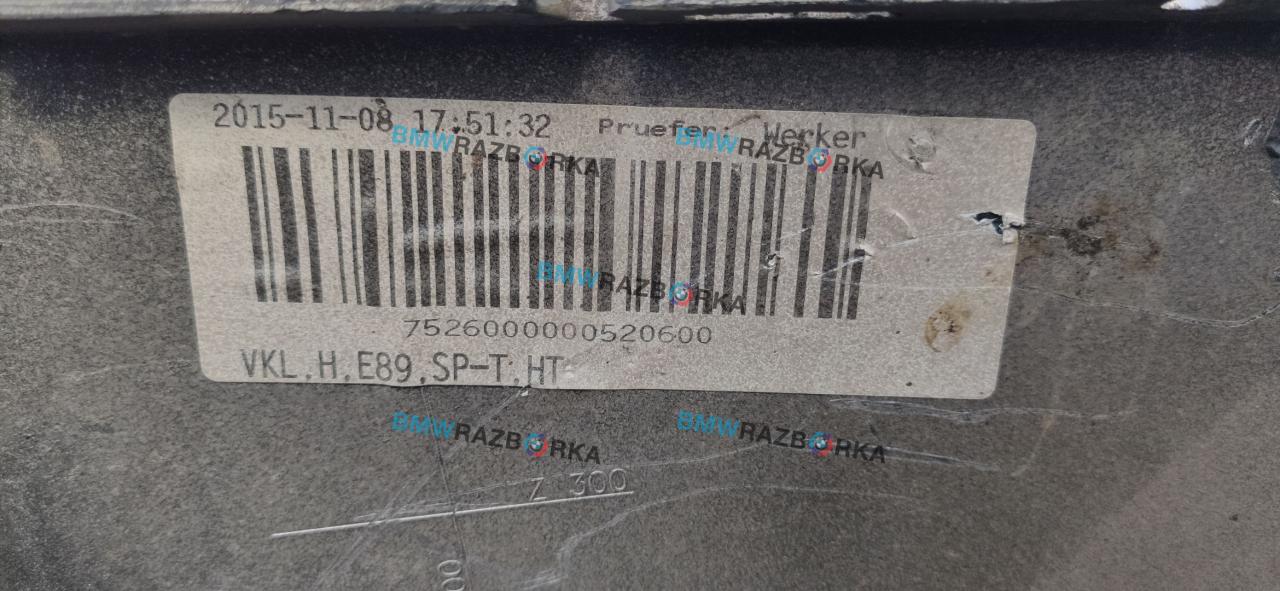 2015-11-08 17:51:32 Pruefer: Werker
BMWRAZBORKA BMWRAZBORKA
BMWRAZBORKA
7526000000520600
VKL.H.E89.SP-T.HT
BMWRAZBORKA BMWRAZBORKA
Z 300
00